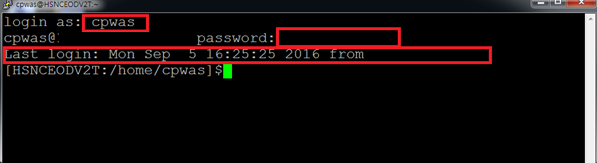 cpwas@HSNCEODV2T:~
login as: cpwas
cpwas@: password:
Last login: Mon Sep  5 16:25:25 2016 from
[HSNCEODV2T:/home/cpwas]$